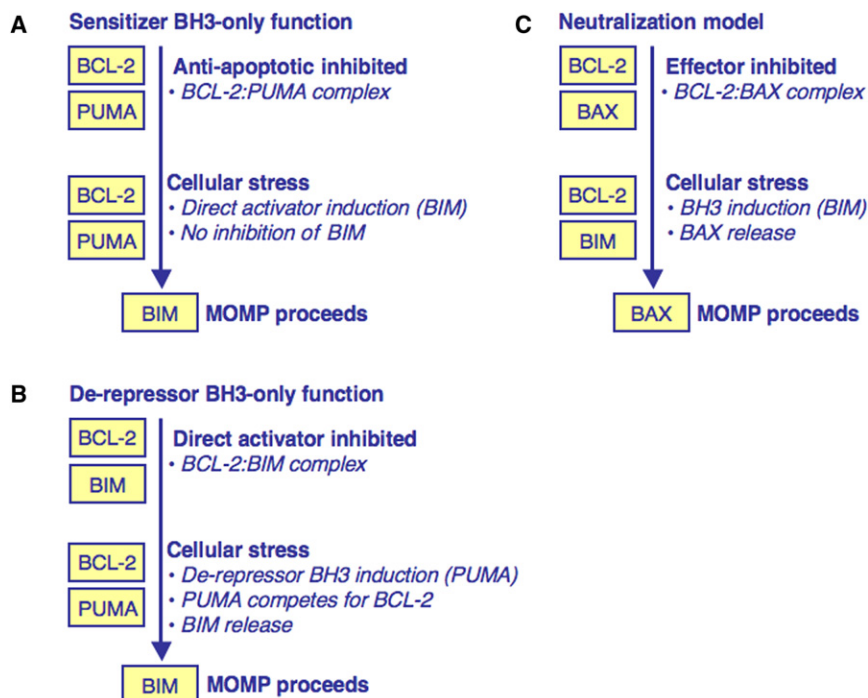 A Sensitizer BH3-only function
BCL-2
PUMA
Anti-apoptotic inhibited
• BCL-2:PUMA complex
BCL-2
PUMA
Cellular stress
• Direct activator induction (BIM)
• No inhibition of BIM
BIM
MOMP proceeds
B De-repressor BH3-only function
BCL-2
BIM
Direct activator inhibited
• BCL-2:BIM complex
BCL-2
PUMA
Cellular stress
• De-repressor BH3 induction (PUMA)
• PUMA competes for BCL-2
• BIM release
BIM
MOMP proceeds
C Neutralization model
BCL-2
BAX
Effector inhibited
• BCL-2:BAX complex
BCL-2
BIM
Cellular stress
• BH3 induction (BIM)
• BAX release
BAX
MOMP proceeds